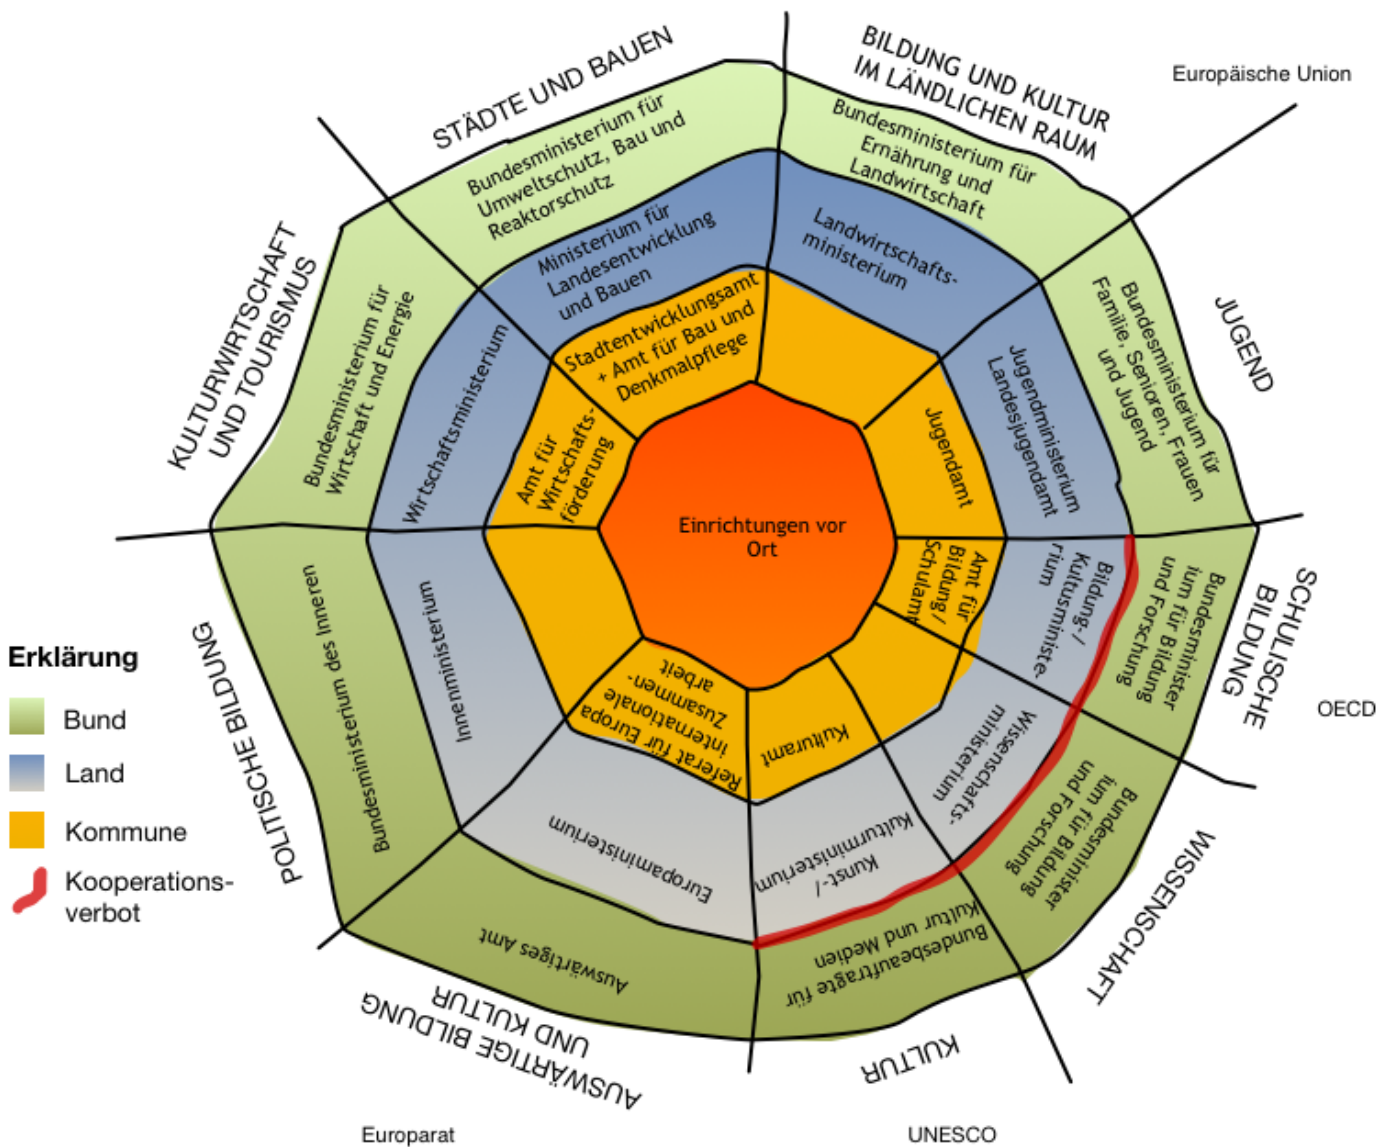 STÄDTE UND BAUEN
Bundesministerium für
Umweltschutz, Bau und
Reaktorschutz
Ministerium für
Landesentwicklung
und Bauen
Stadtentwicklungsamt
+ Amt für Bau und
Denkmalpflege
BILDUNG UND KULTUR
IM LÄNDLICHEN RAUM
Bundesministerium für
Ernährung und
Landwirtschaft
Landwirtschafts-
ministerium
Europäische Union
JUGEND
Bundesministerium für
Familie, Senioren, Frauen
und Jugend
Jugendministerium
Landesjugendamt
Jugendamt
SCHULISCHE
BILDUNG
Bundesminister
ium für Bildung
und Forschung
Bildung-/
Kultusministe-
rium
Amt für
Bildung/
Schulamt
OECD
WISSENSCHAFT
Bundesminister
ium für Bildung
und Forschung
Wissenschafts-
ministerium
KULTUR
Bundesbeauftragte für
Kultur und Medien
Kunst-/
Kulturministerium
Kulturamt
UNESCO
AUSWÄRTIGE BILDUNG
UND KULTUR
Auswärtiges Amt
Europaministerium
Referat für Europa
internationale
Zusammen-
arbeit
Europarat
POLITISCHE BILDUNG
Bundesministerium des Inneren
Innenministerium
KULTURWIRTSCHAFT
UND TOURISMUS
Bundesministerium für
Wirtschaft und Energie
Wirtschaftsministerium
Amt für
Wirtschafts-
förderung
Einrichtungen vor
Ort
Erklärung
Bund
Land
Kommune
Kooperations-
verbot